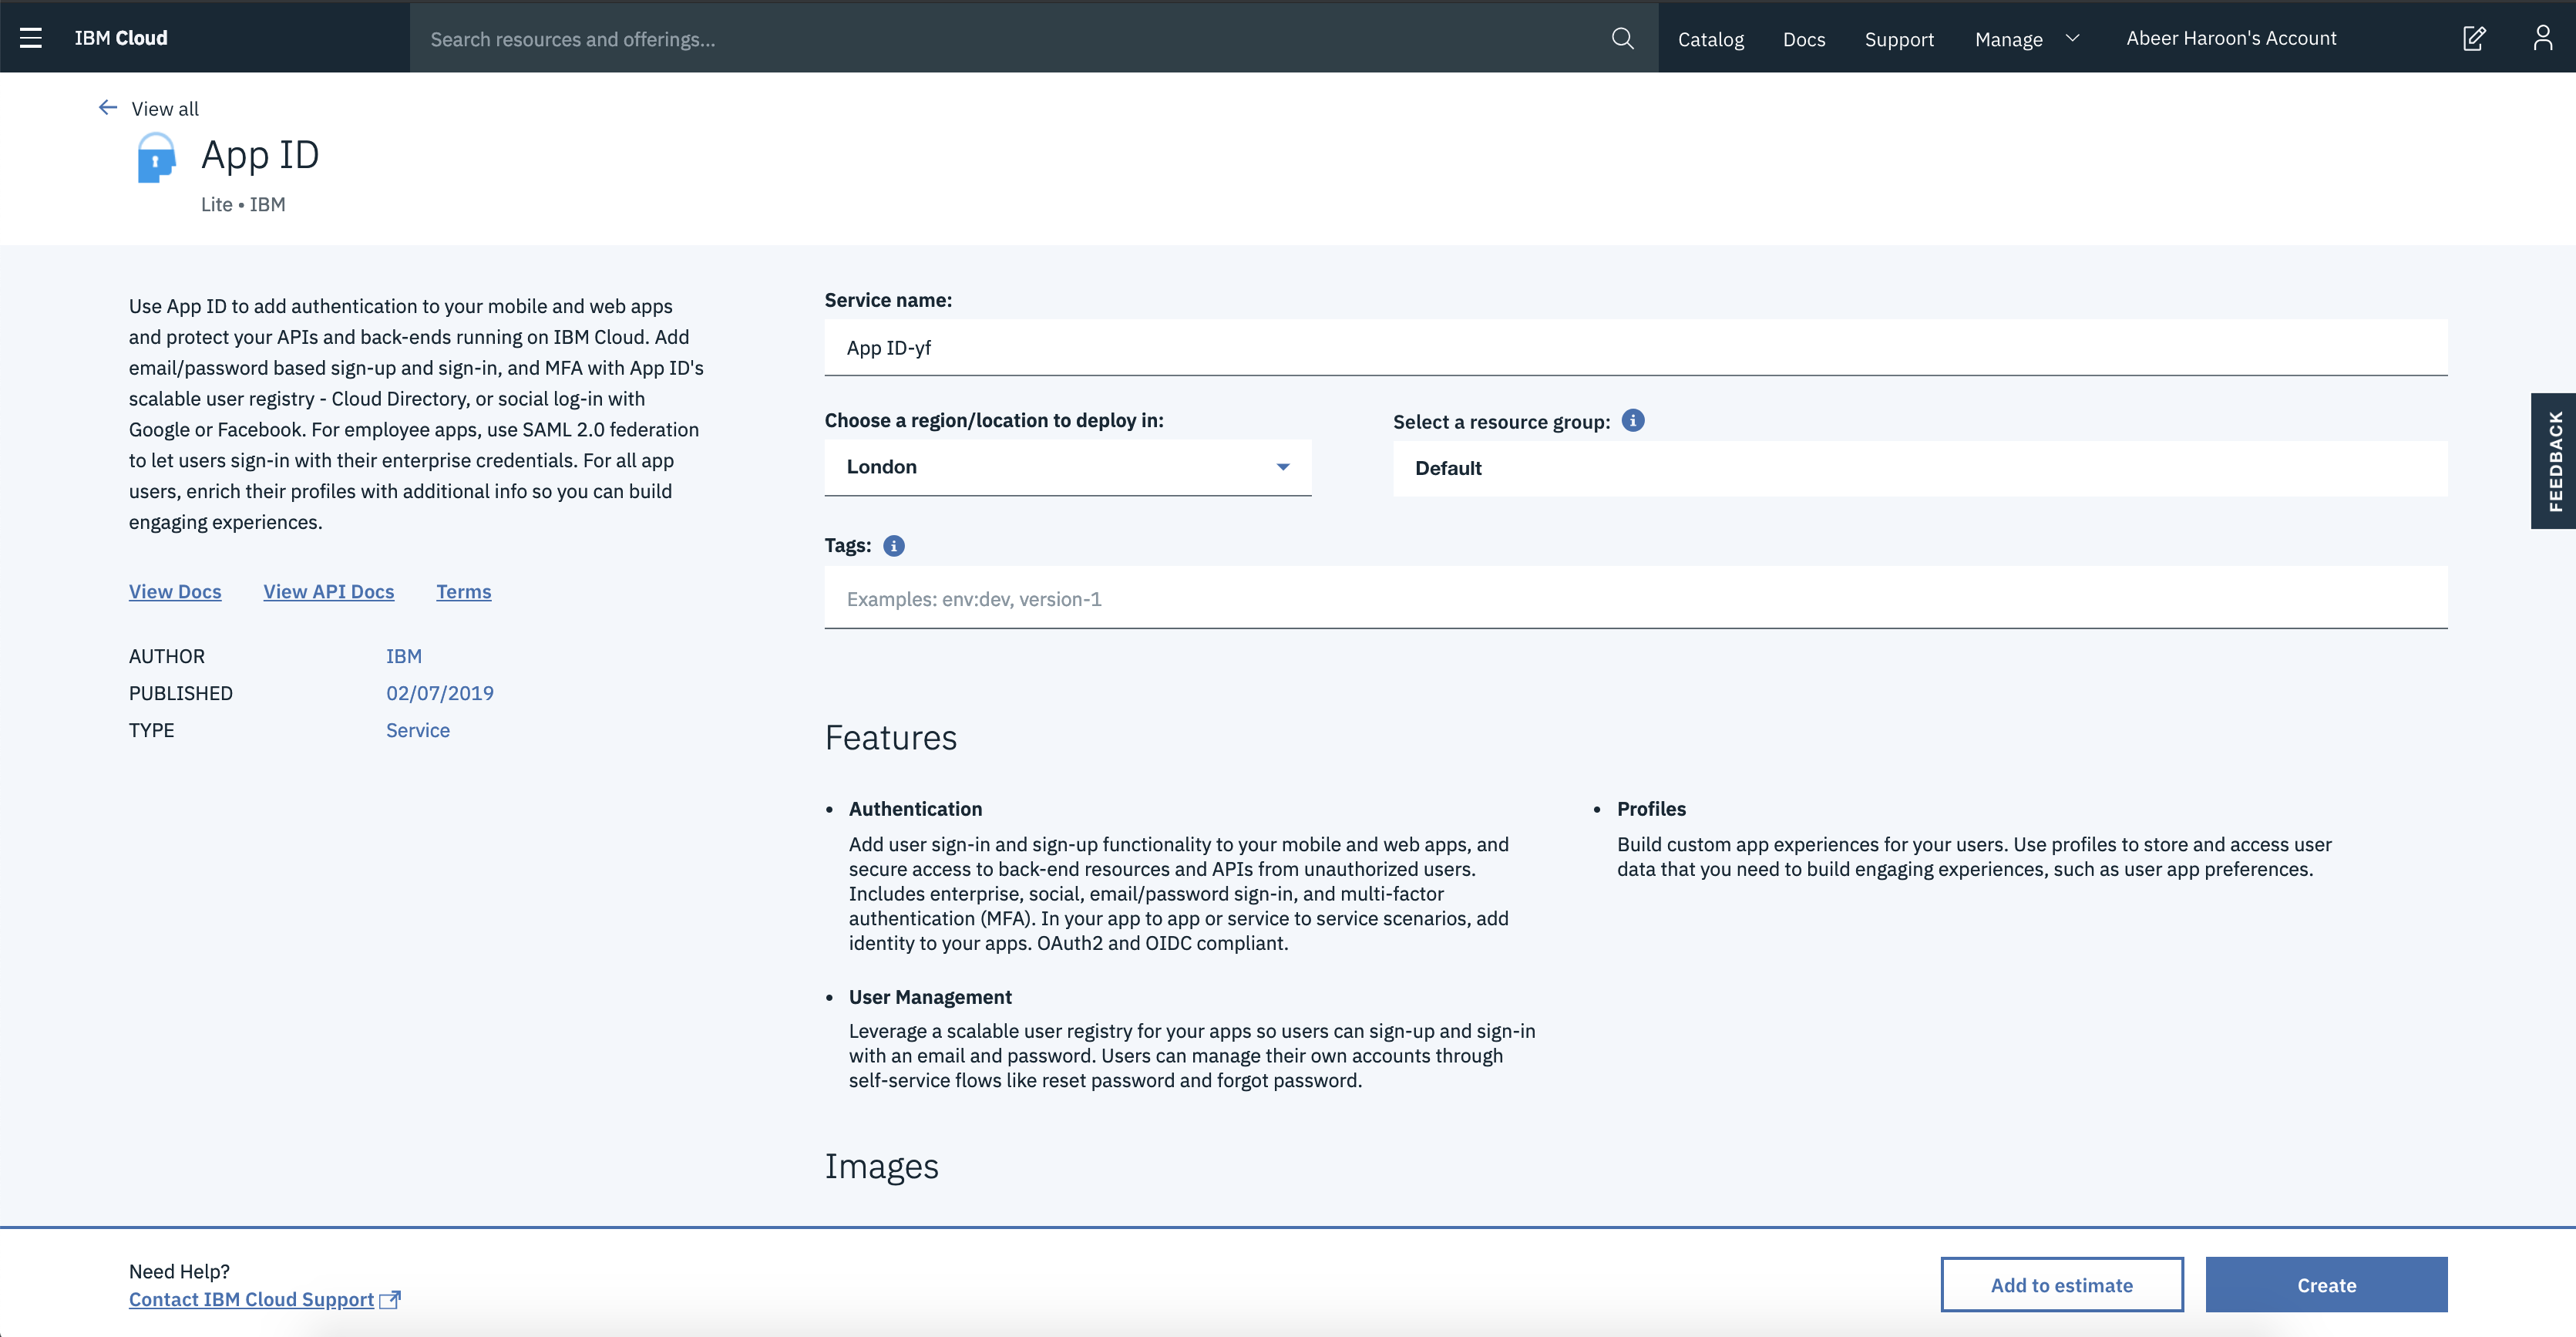 IBM Cloud
Search resources and offerings...
Catalog
Docs
Support
Manage
Abeer Haroon's Account
View all
App ID
Lite • IBM
Use App ID to add authentication to your mobile and web apps
and protect your APIs and back-ends running on IBM Cloud. Add
email/password based sign-up and sign-in, and MFA with App ID's
scalable user registry - Cloud Directory, or social log-in with
Google or Facebook. For employee apps, use SAML 2.0 federation
to let users sign-in with their enterprise credentials. For all app
users, enrich their profiles with additional info so you can build
engaging experiences.
View Docs
View API Docs
Terms
AUTHOR
IBM
PUBLISHED
02/07/2019
TYPE
Service
Service name:
App ID-yf
Choose a region/location to deploy in:
London
Select a resource group:
Default
Tags:
Examples: env:dev, version-1
Features
• Authentication
Add user sign-in and sign-up functionality to your mobile and web apps, and
secure access to back-end resources and APIs from unauthorized users.
Includes enterprise, social, email/password sign-in, and multi-factor
authentication (MFA). In your app to app or service to service scenarios, add
identity to your apps. OAuth2 and OIDC compliant.
• User Management
Leverage a scalable user registry for your apps so users can sign-up and sign-in
with an email and password. Users can manage their own accounts through
self-service flows like reset password and forgot password.
• Profiles
Build custom app experiences for your users. Use profiles to store and access user
data that you need to build engaging experiences, such as user app preferences.
Images
FEEDBACK
Need Help?
Contact IBM Cloud Support
Add to estimate
Create